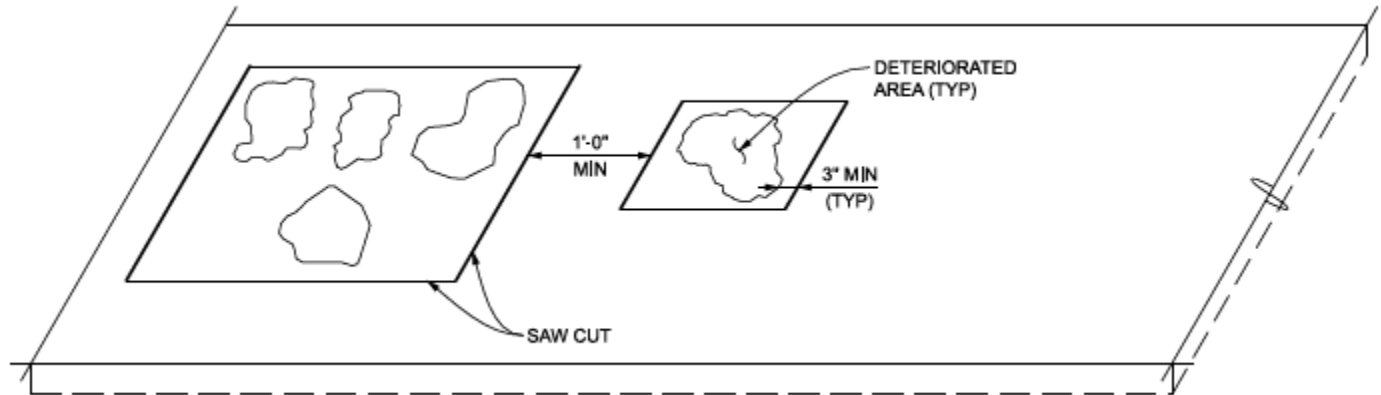 DETERIORATED
AREA (TYP)
1'-0"
MIN
3" MIN
(TYP)
SAW CUT